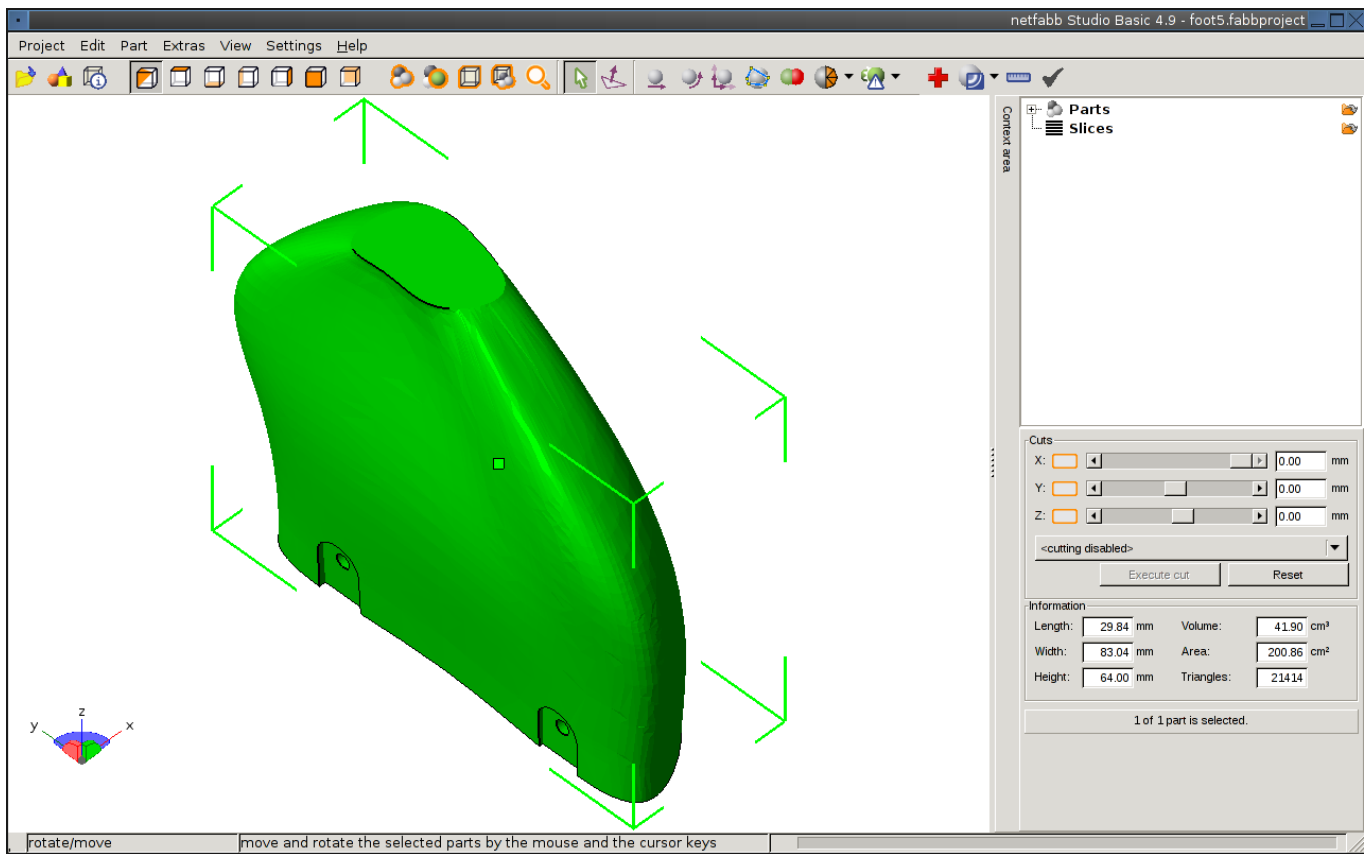 netfabb Studio Basic 4.9 - foot5.fabbproject
Project Edit Part Extras View Settings Help
Context area
Parts
Slices
z
y
x
Cuts
X: 0.00 mm
Y: 0.00 mm
Z: 0.00 mm
<cutting disabled>
Execute cut Reset
Information
Length: 29.84 mm Volume: 41.90 cm³
Width: 83.04 mm Area: 200.86 cm²
Height: 64.00 mm Triangles: 21414
1 of 1 part is selected.
rotate/move move and rotate the selected parts by the mouse and the cursor keys